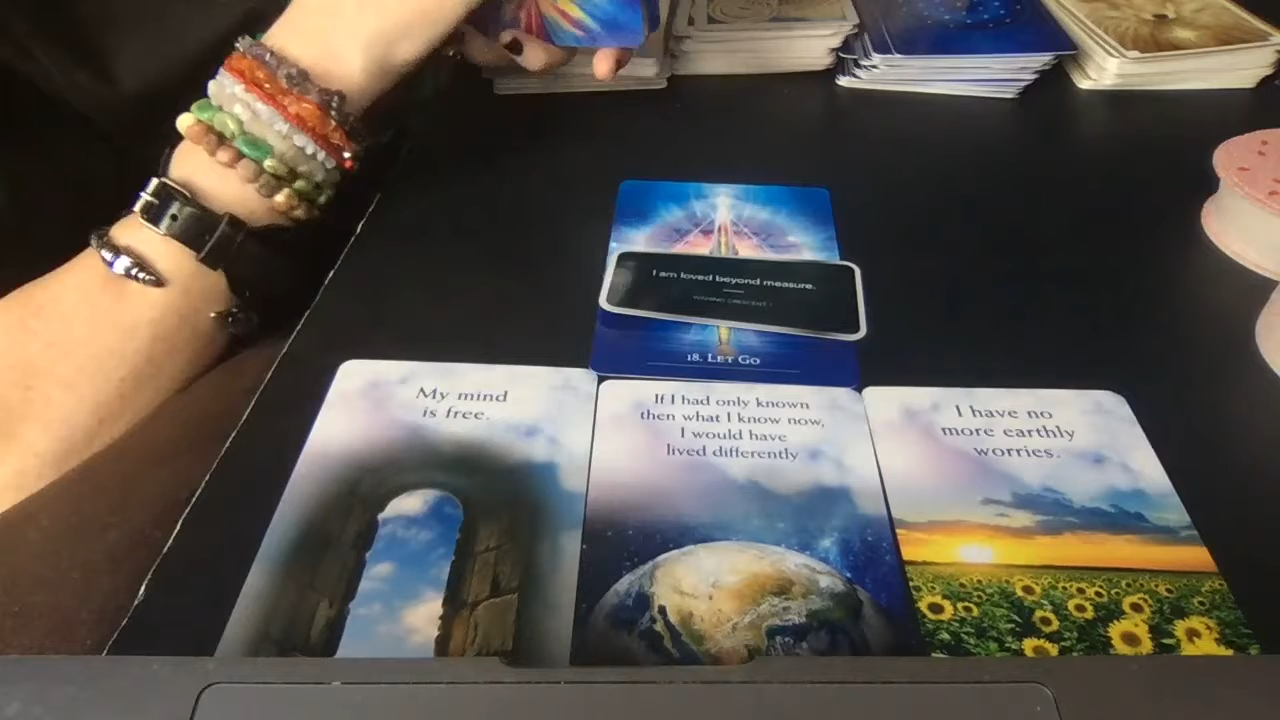 I am loved beyond measure.
WANING CRESCENT
18. LET GO
My mind
is free.
If I had only known
then what I know now,
I would have
lived differently
I have no
more earthly
worries.